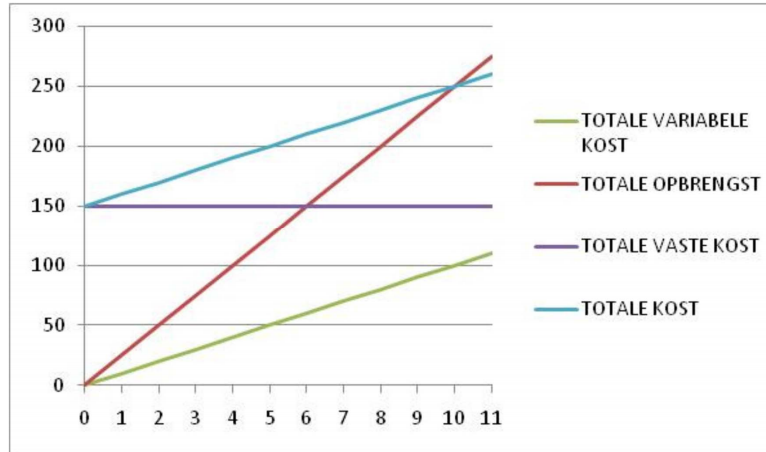 300
250
200
150
100
50
0
0 1 2 3 4 5 6 7 8 9 10 11
TOTALE VARIABELE
KOST
TOTALE OPBRENGST
TOTALE VASTE KOST
TOTALE KOST